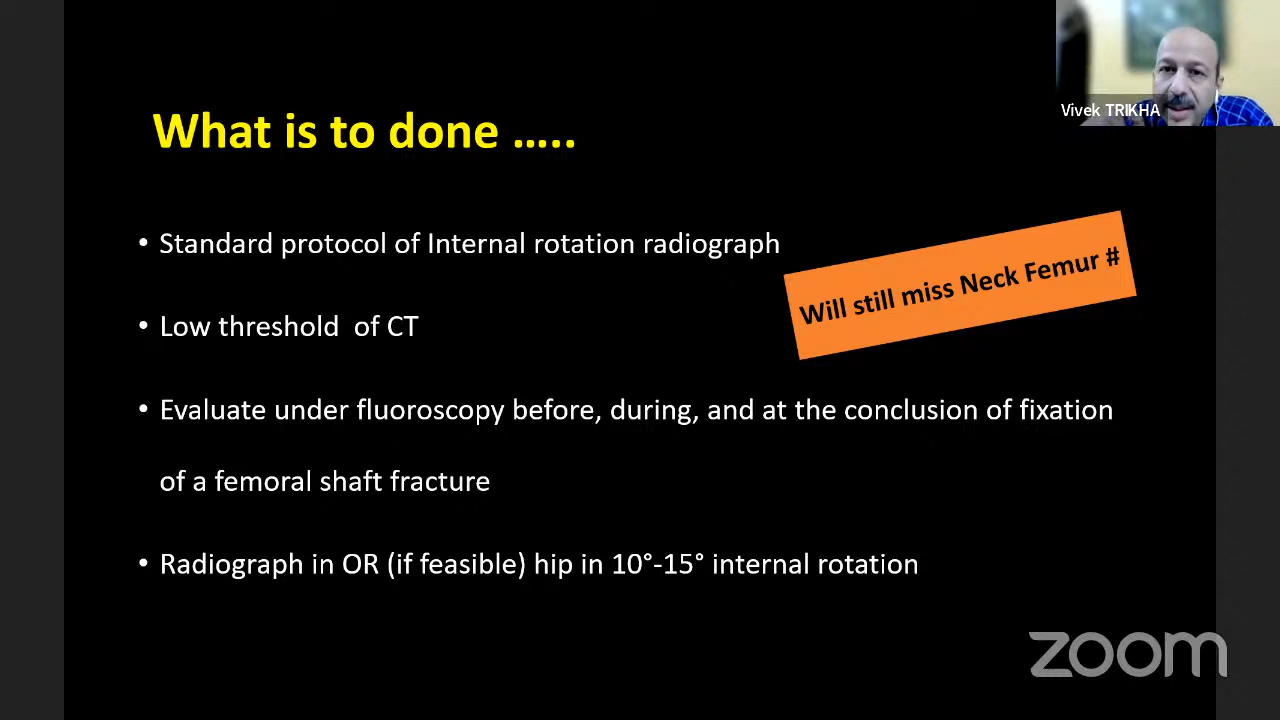 Vivek TRIKHA
What is to done .....
• Standard protocol of Internal rotation radiograph
Will still miss Neck Femur #
• Low threshold of CT
• Evaluate under fluoroscopy before, during, and at the conclusion of fixation
of a femoral shaft fracture
• Radiograph in OR (if feasible) hip in 10°-15° internal rotation
zoom